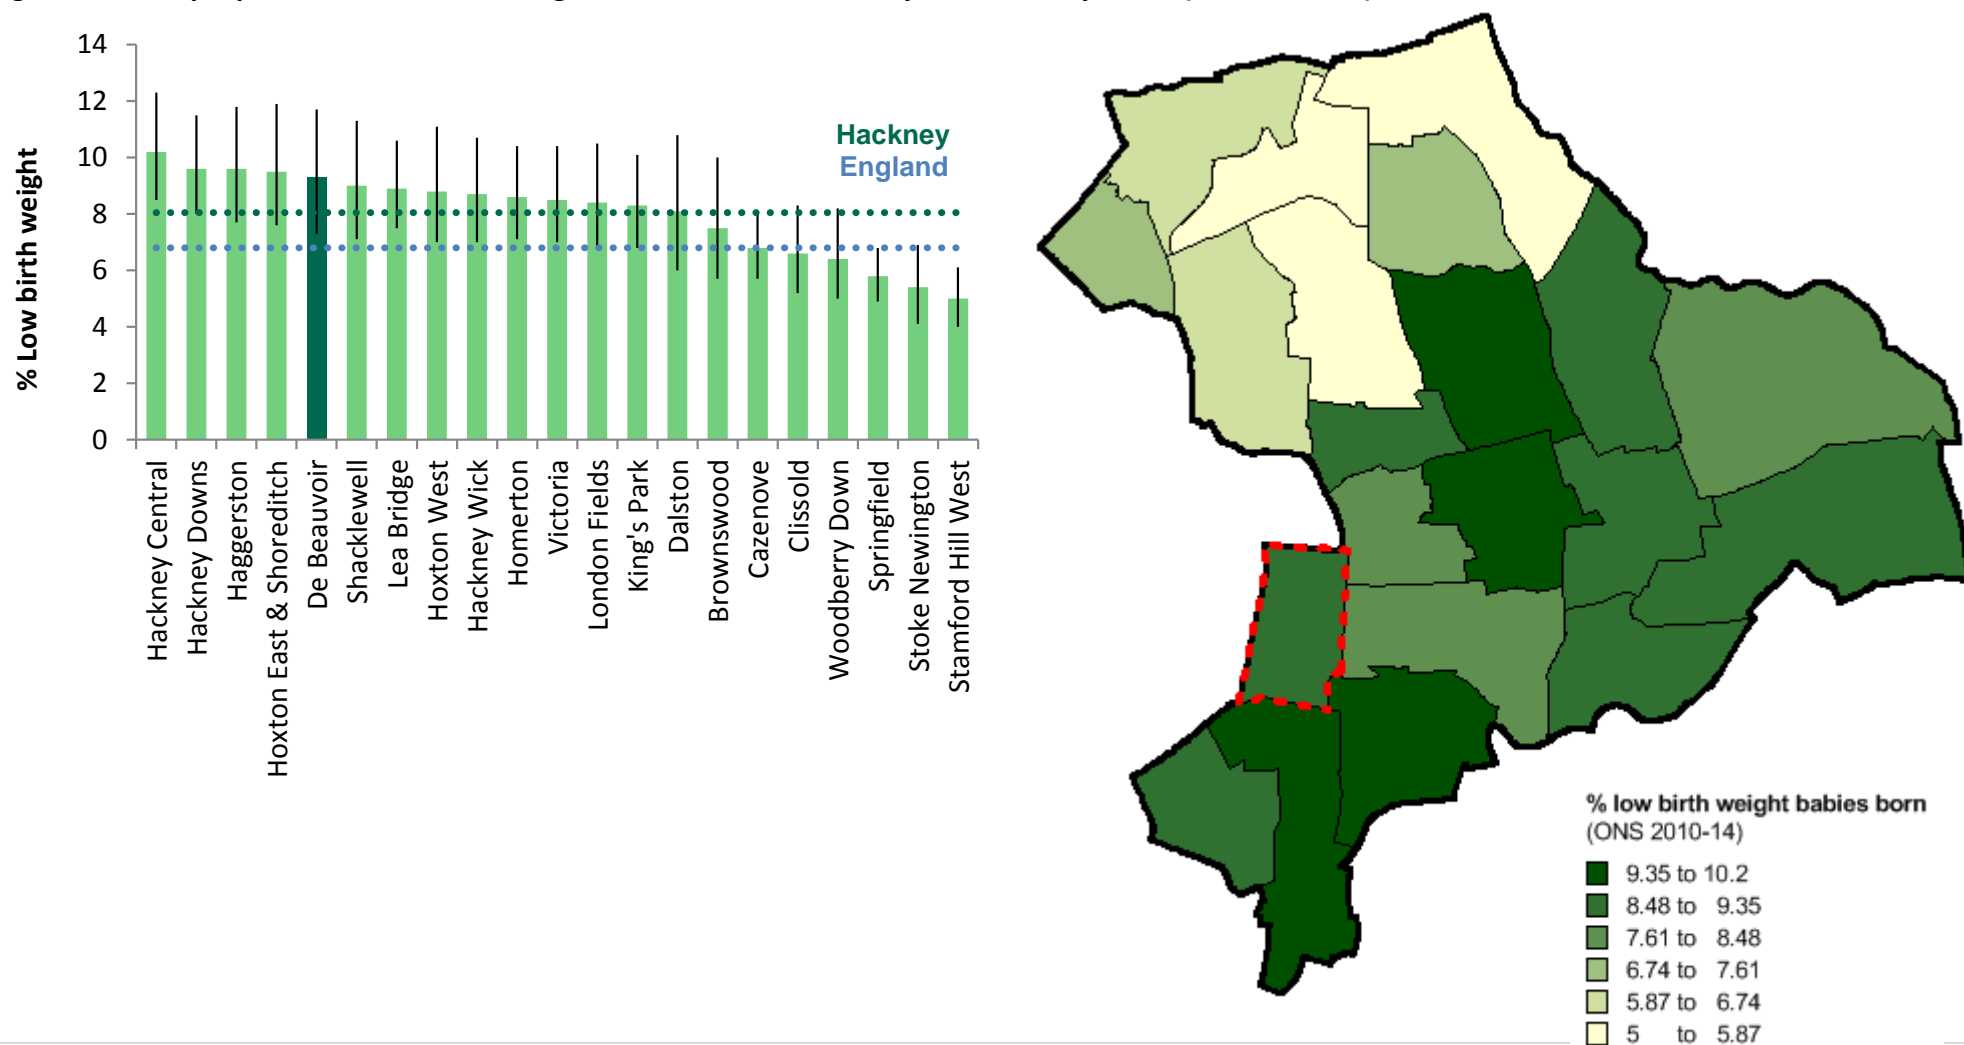 14
12
10
8
6
4
2
0
% Low birth weight
Hackney
England
Hackney Central
Hackney Downs
Haggerston
Hoxton East & Shoreditch
De Beauvoir
Shacklewell
Lea Bridge
Hoxton West
Hackney Wick
Homerton
Victoria
London Fields
King's Park
Dalston
Brownswood
Cazenove
Clissold
Woodberry Down
Springfield
Stoke Newington
Stamford Hill West
% low birth weight babies born
(ONS 2010-14)
9.35 to 10.2
8.48 to 9.35
7.61 to 8.48
6.74 to 7.61
5.87 to 6.74
5 to 5.87